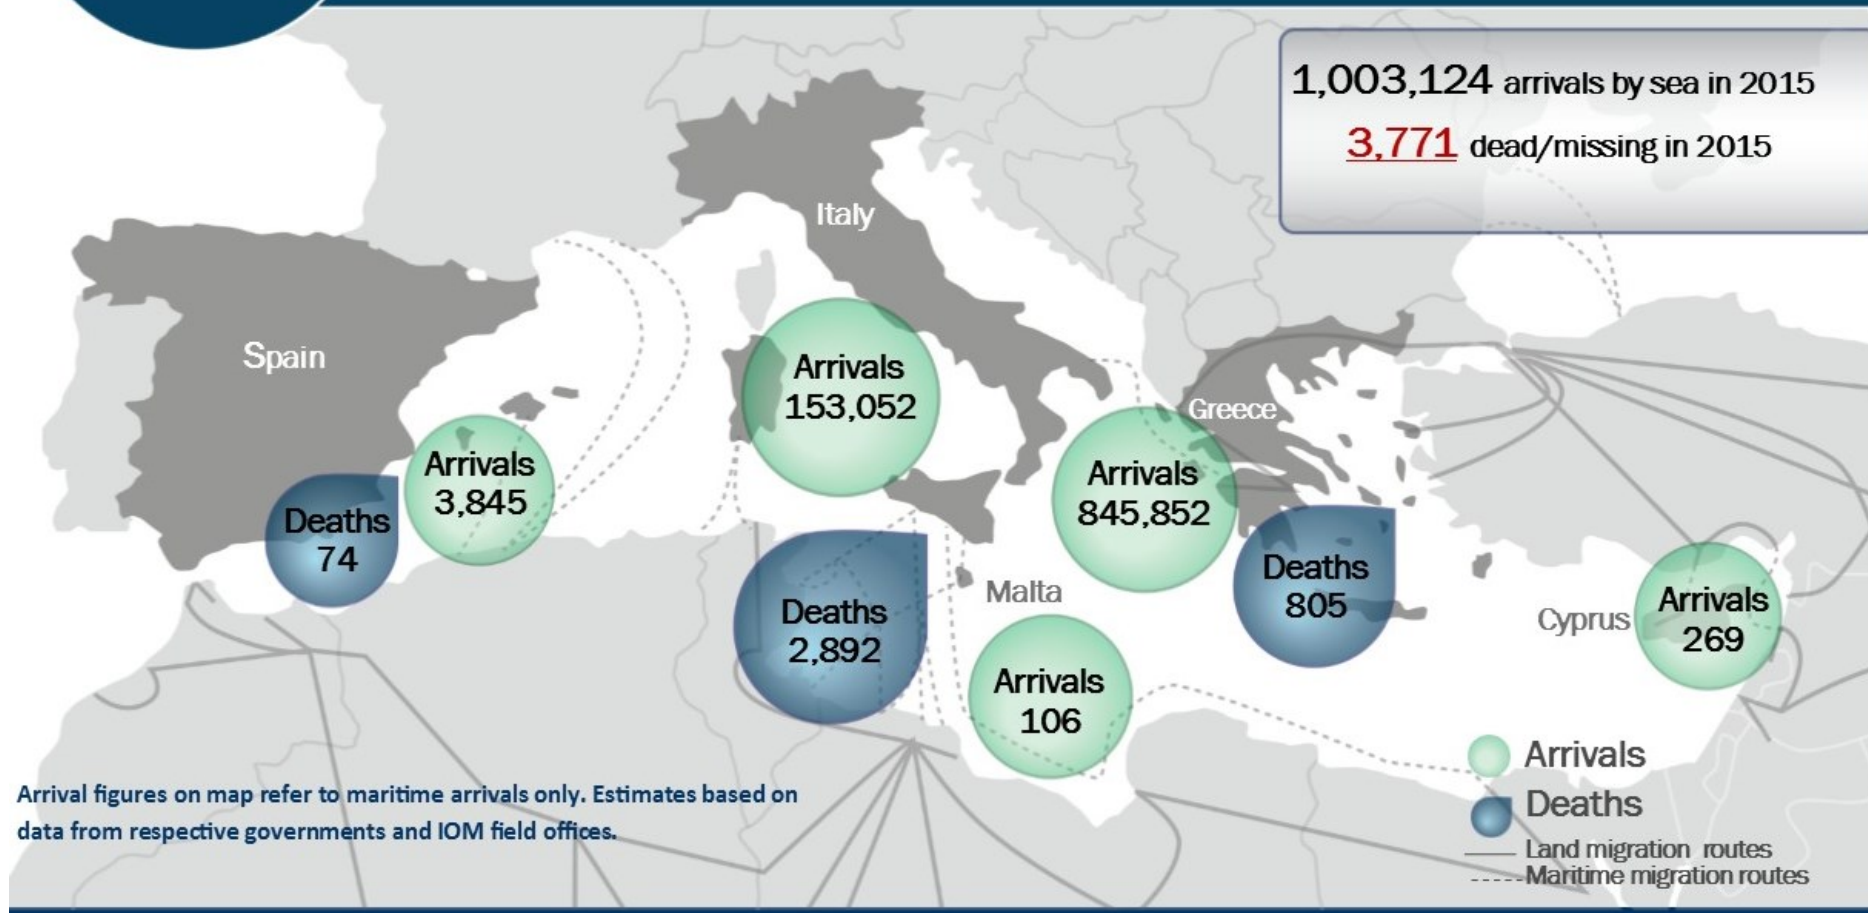 1,003,124 arrivals by sea in 2015
3,771 dead/missing in 2015
Italy
Spain
Arrivals
153,052
Greece
Arrivals
3,845
Arrivals
845,852
Deaths
74
Deaths
805
Malta
Deaths
2,892
Cyprus
Arrivals
269
Arrivals
106
Arrivals
Deaths
Land migration routes
Maritime migration routes
Arrival figures on map refer to maritime arrivals only. Estimates based on
data from respective governments and IOM field offices.